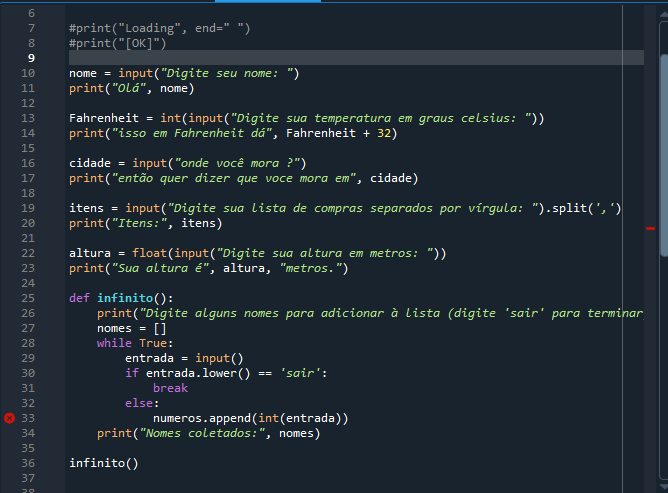 6
7 #print("Loading", end=" ")
8 #print("[OK]")
9
10 nome = input("Digite seu nome: ")
11 print("Olá", nome)
12
13 Fahrenheit = int(input("Digite sua temperatura em graus celsius: "))
14 print("isso em Fahrenheit dá", Fahrenheit + 32)
15
16 cidade = input("onde você mora ?")
17 print("então quer dizer que voce mora em", cidade)
18
19 itens = input("Digite sua lista de compras separados por vírgula: ").split(',')
20 print("Itens:", itens)
21
22 altura = float(input("Digite sua altura em metros: "))
23 print("Sua altura é", altura, "metros.")
24
25 def infinito():
26     print("Digite alguns nomes para adicionar à lista (digite 'sair' para terminar
27     nomes = []
28     while True:
29         entrada = input()
30         if entrada.lower() == 'sair':
31             break
32         else:
33             numeros.append(int(entrada))
34     print("Nomes coletados:", nomes)
35
36 infinito()
37